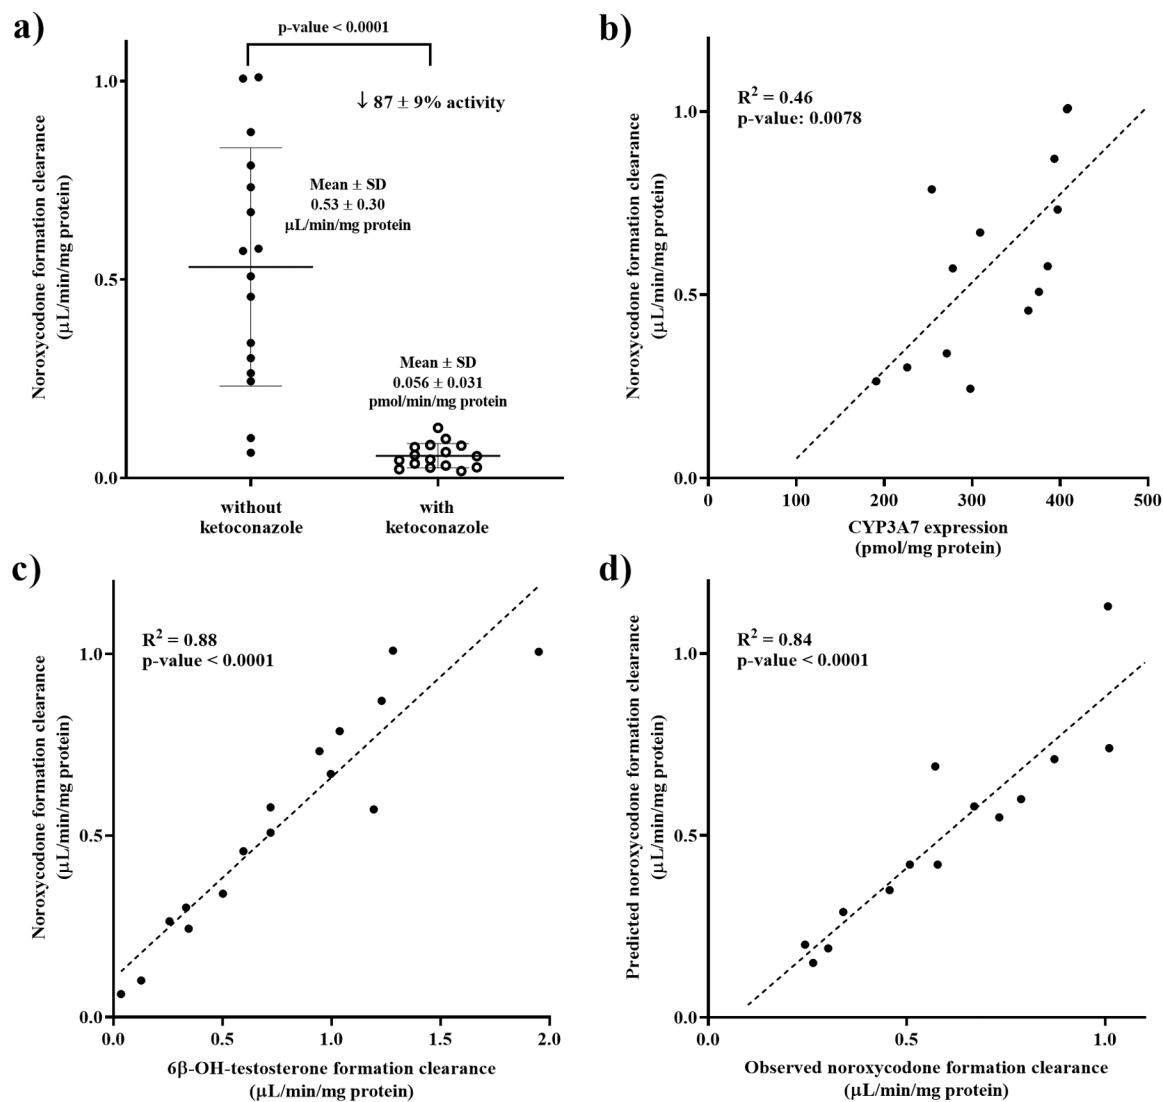 a)
p-value < 0.0001
↓ 87 ± 9% activity
Mean ± SD
0.53 ± 0.30
μL/min/mg protein
Mean ± SD
0.056 ± 0.031
pmol/min/mg protein
Noroxycodone formation clearance
(μL/min/mg protein)
1.0
0.5
0.0
without
ketoconazole
with
ketoconazole
b)
R² = 0.46
p-value: 0.0078
Noroxycodone formation clearance
(μL/min/mg protein)
1.0
0.5
0.0
0 100 200 300 400 500
CYP3A7 expression
(pmol/mg protein)
c)
R² = 0.88
p-value < 0.0001
Noroxycodone formation clearance
(μL/min/mg protein)
1.0
0.5
0.0
0.0 0.5 1.0 1.5 2.0
6β-OH-testosterone formation clearance
(μL/min/mg protein)
d)
R² = 0.84
p-value < 0.0001
Predicted noroxycodone formation clearance
(μL/min/mg protein)
1.0
0.5
0.0
0.0 0.5 1.0
Observed noroxycodone formation clearance
(μL/min/mg protein)